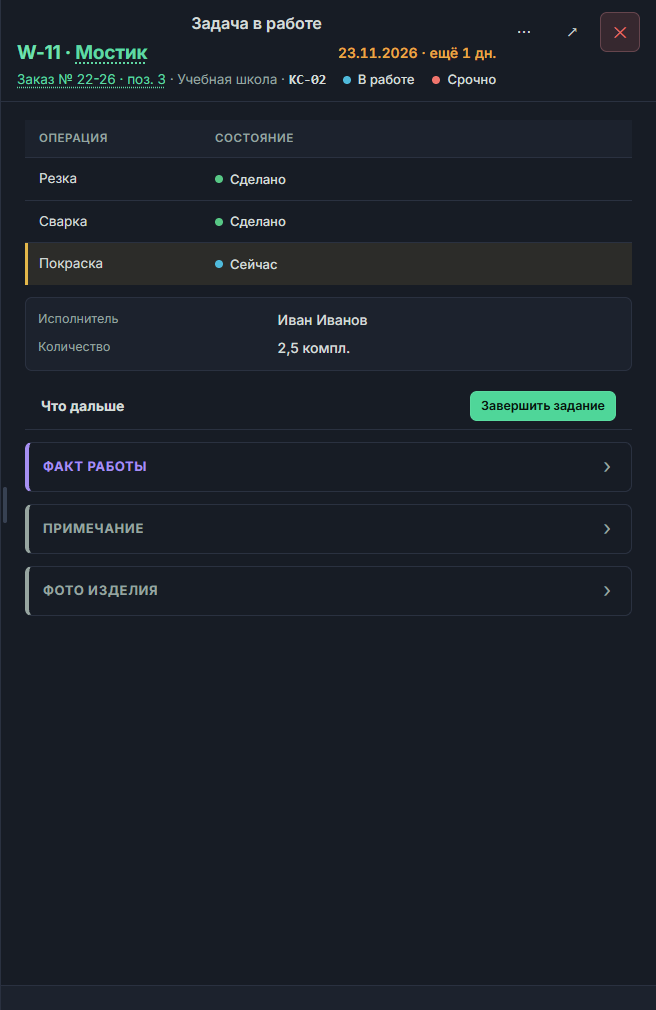 Задача в работе
W-11 · Мостик
23.11.2026 · ещё 1 дн.
Заказ № 22-26 · поз. 3 · Учебная школа · КС-02 В работе Срочно
ОПЕРАЦИЯ СОСТОЯНИЕ
Резка Сделано
Сварка Сделано
Покраска Сейчас
Исполнитель Иван Иванов
Количество 2,5 компл.
Что дальше Завершить задание
ФАКТ РАБОТЫ
ПРИМЕЧАНИЕ
ФОТО ИЗДЕЛИЯ